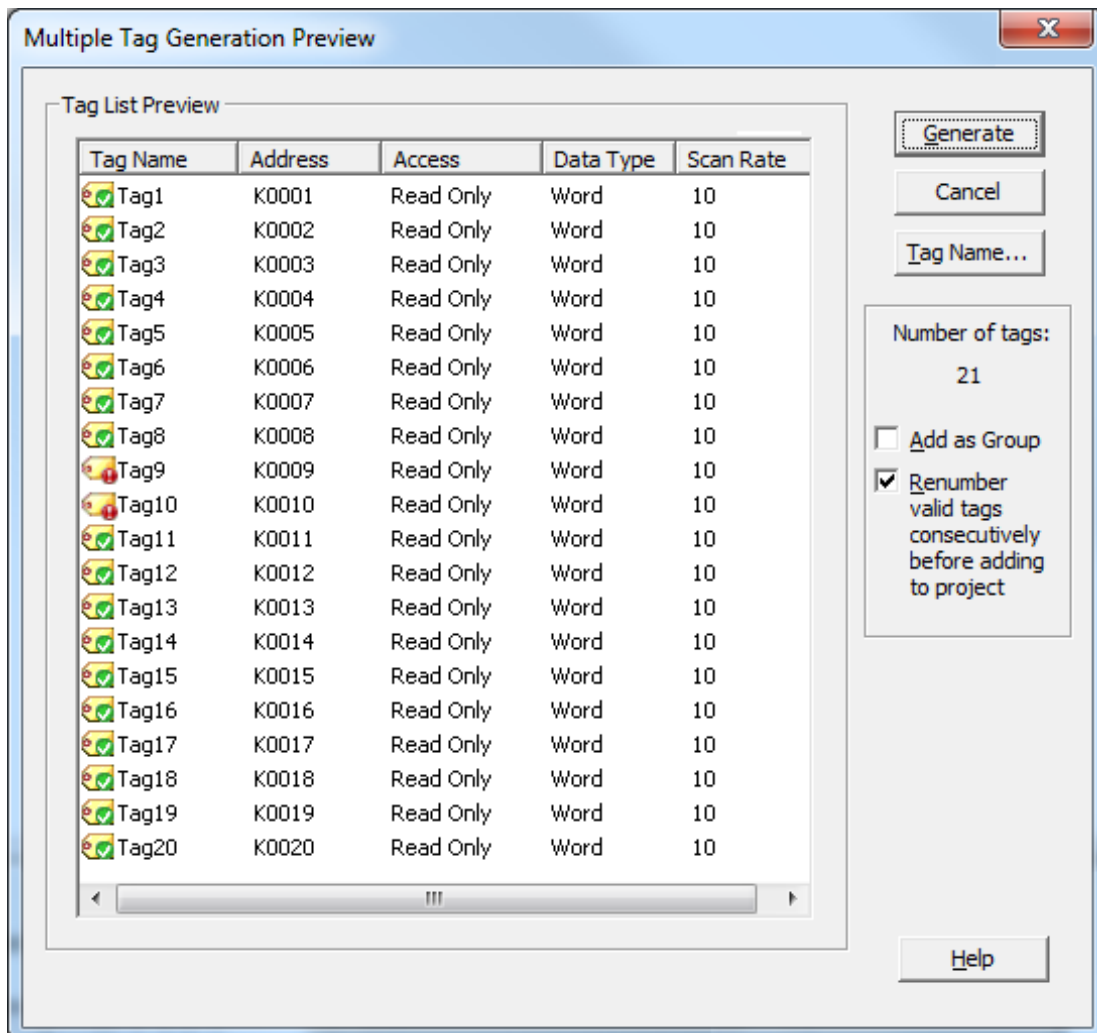 Multiple Tag Generation Preview
Tag List Preview
Tag Name Address Access Data Type Scan Rate
Tag1 K0001 Read Only Word 10
Tag2 K0002 Read Only Word 10
Tag3 K0003 Read Only Word 10
Tag4 K0004 Read Only Word 10
Tag5 K0005 Read Only Word 10
Tag6 K0006 Read Only Word 10
Tag7 K0007 Read Only Word 10
Tag8 K0008 Read Only Word 10
Tag9 K0009 Read Only Word 10
Tag10 K0010 Read Only Word 10
Tag11 K0011 Read Only Word 10
Tag12 K0012 Read Only Word 10
Tag13 K0013 Read Only Word 10
Tag14 K0014 Read Only Word 10
Tag15 K0015 Read Only Word 10
Tag16 K0016 Read Only Word 10
Tag17 K0017 Read Only Word 10
Tag18 K0018 Read Only Word 10
Tag19 K0019 Read Only Word 10
Tag20 K0020 Read Only Word 10
Generate
Cancel
Tag Name...
Number of tags:
21
Add as Group
Renumber
valid tags
consecutively
before adding
to project
Help